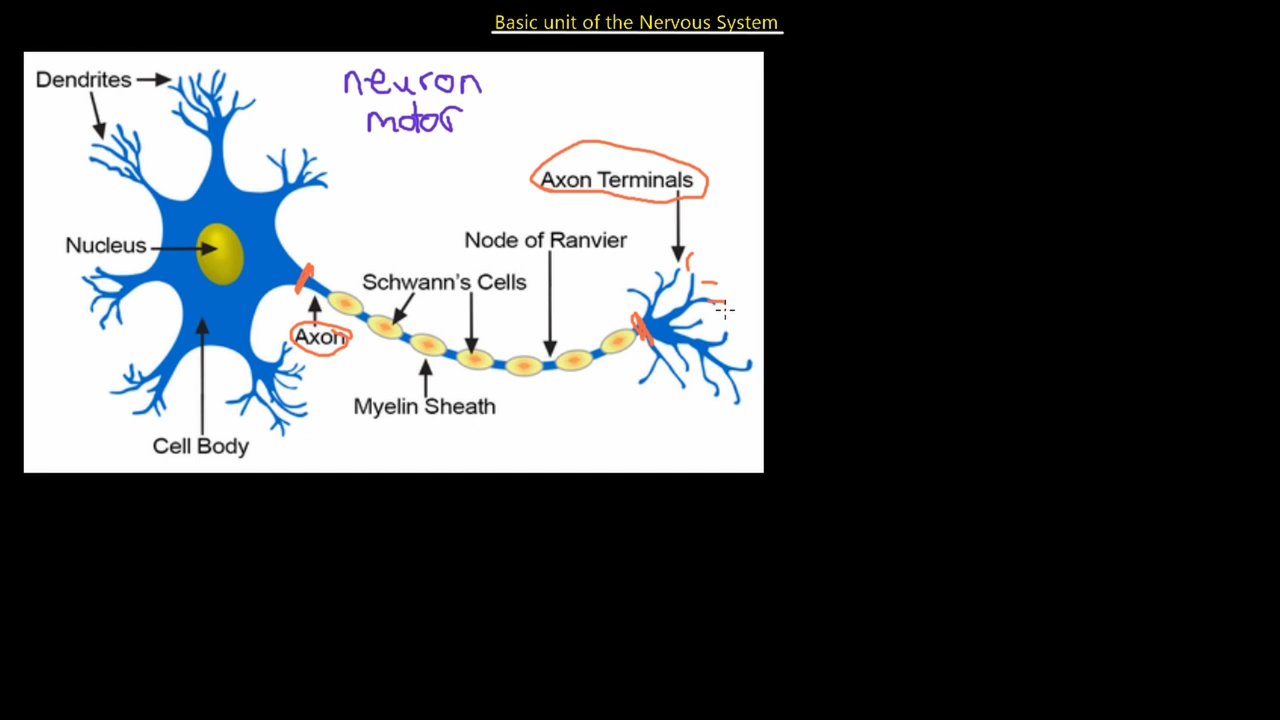 Basic unit of the Nervous System
Dendrites
neuron
motor
Axon Terminals
Nucleus
Node of Ranvier
Schwann's Cells
Axon
Myelin Sheath
Cell Body